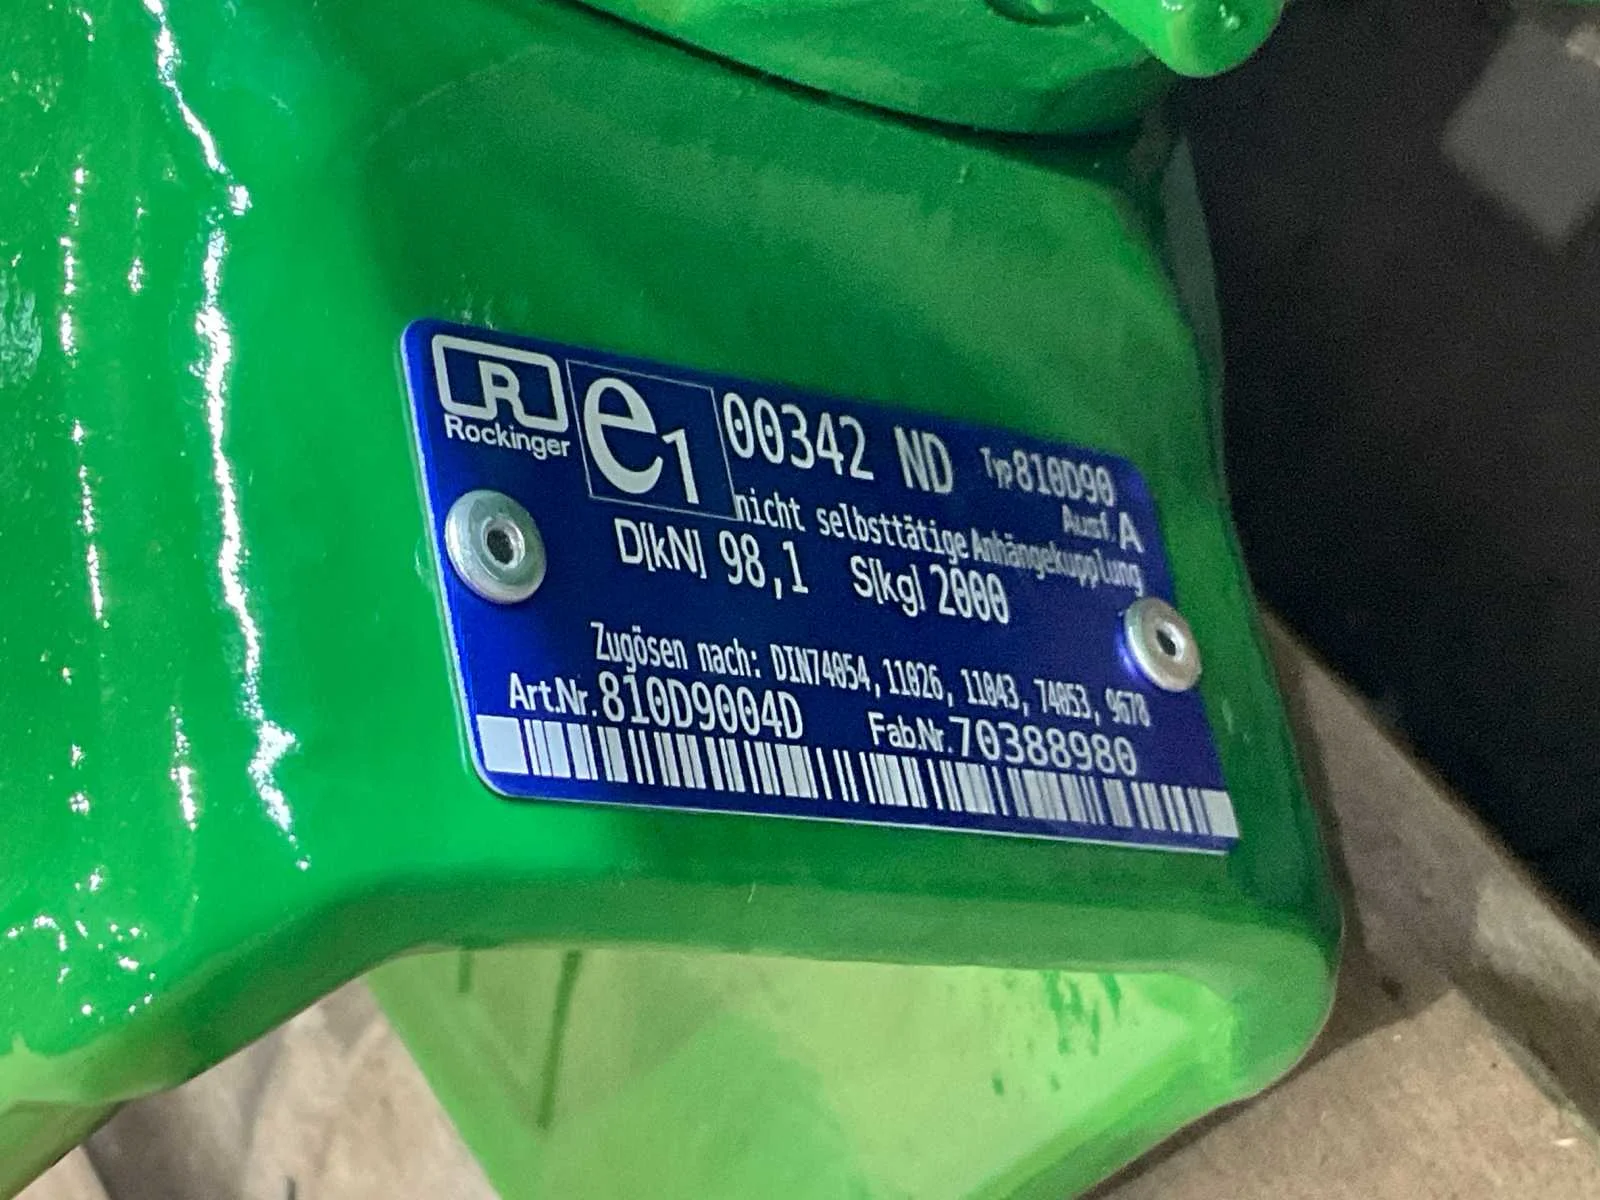 R
Rockinger
e1 00342 ND Typ 810D90
Ausf. A
nicht selbsttätige Anhängekupplung
D[kN] 98,1 S[kg] 2000
Zugösen nach: DIN74054, 11026, 11043, 74053, 9678
Art.Nr. 810D9004D Fab.Nr. 70388980